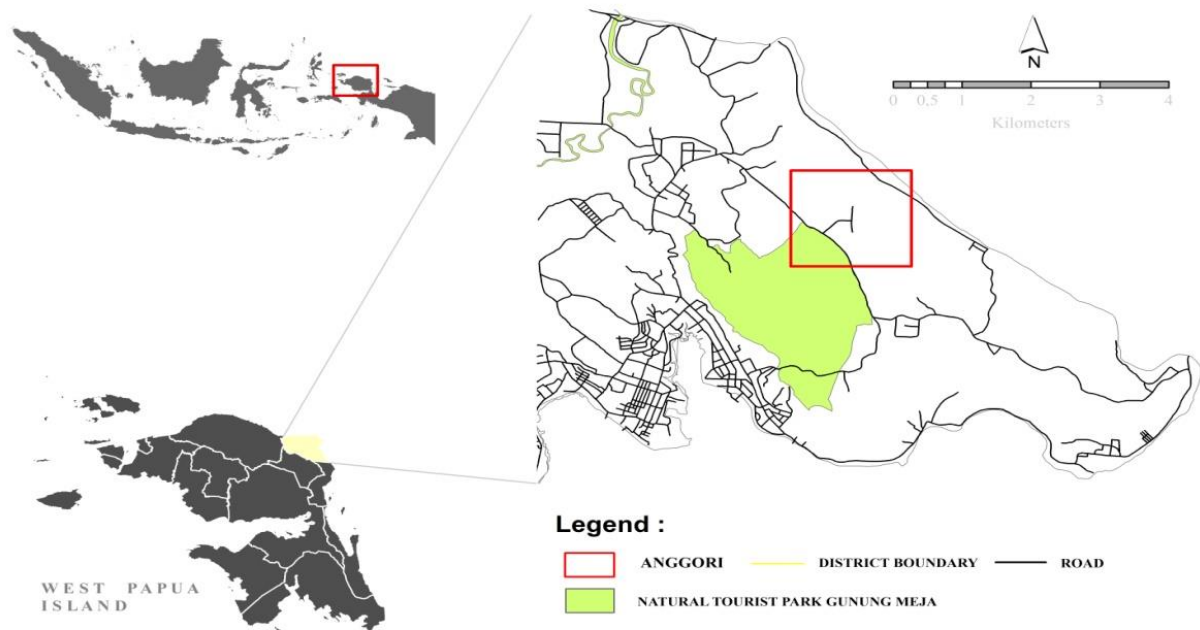 N
0 0.5 1 2 3 4
Kilometers
WEST PAPUA
ISLAND
Legend :
ANGGORI DISTRICT BOUNDARY ROAD
NATURAL TOURIST PARK GUNUNG MEJA